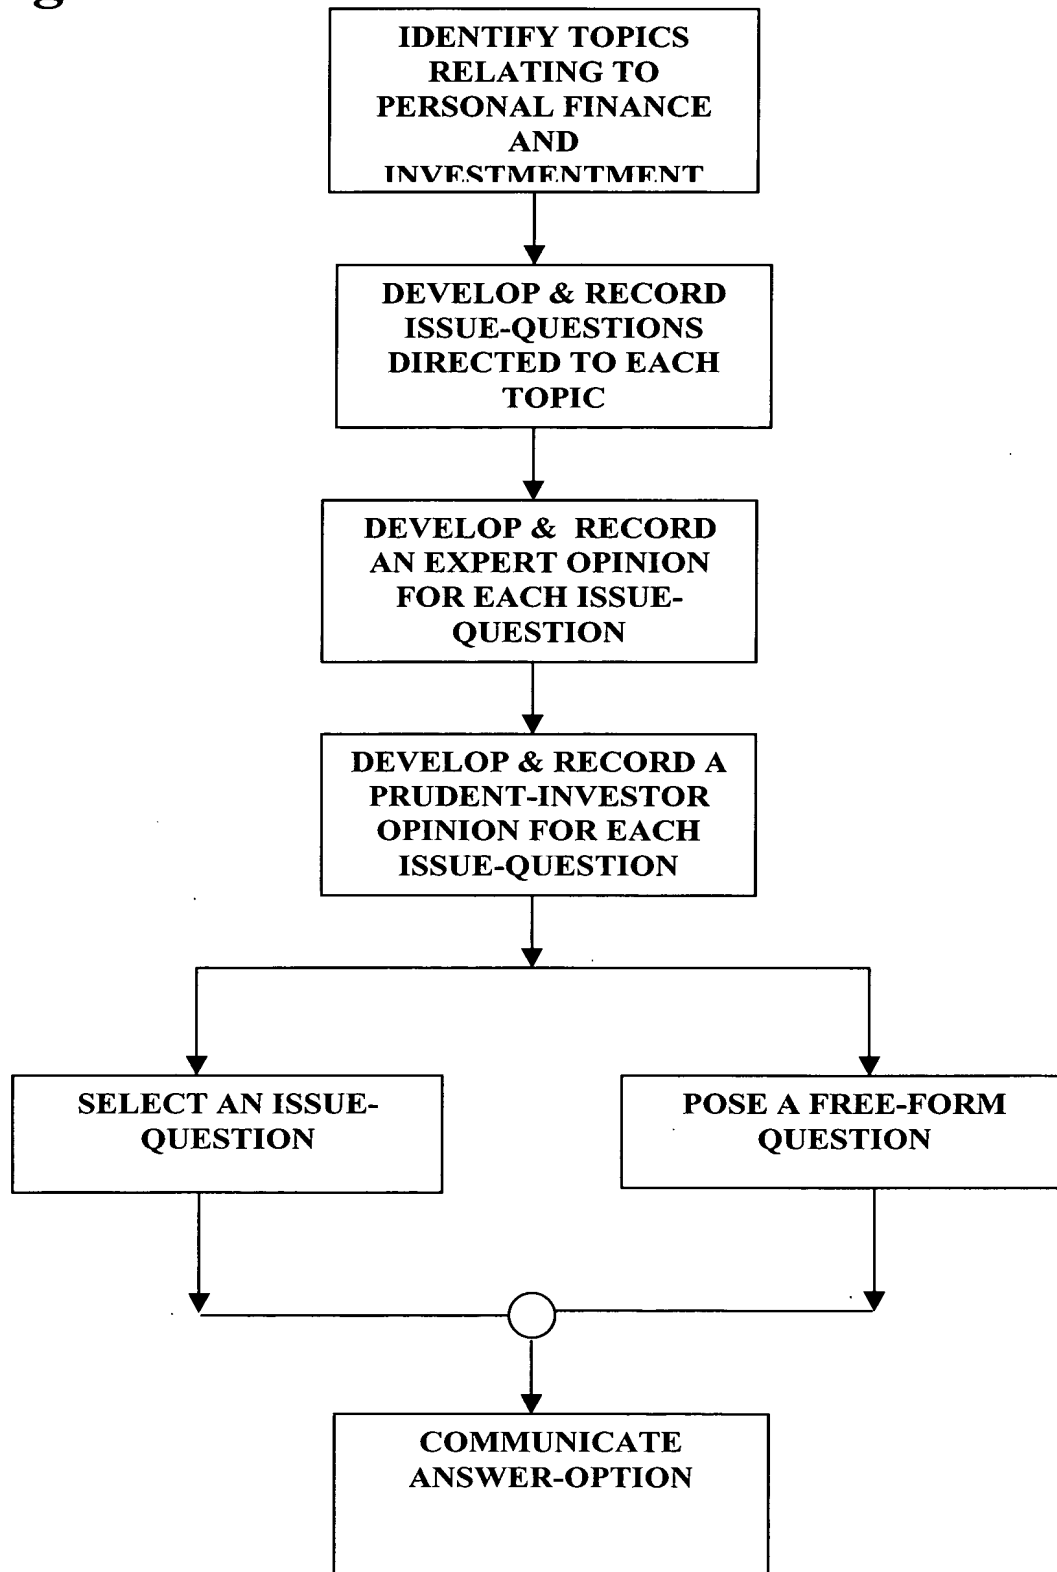 IDENTIFY TOPICS
RELATING TO
PERSONAL FINANCE
AND
INVESTMENTMENT
DEVELOP & RECORD
ISSUE-QUESTIONS
DIRECTED TO EACH
TOPIC
DEVELOP & RECORD
AN EXPERT OPINION
FOR EACH ISSUE-
QUESTION
DEVELOP & RECORD A
PRUDENT-INVESTOR
OPINION FOR EACH
ISSUE-QUESTION
SELECT AN ISSUE-
QUESTION
POSE A FREE-FORM
QUESTION
COMMUNICATE
ANSWER-OPTION